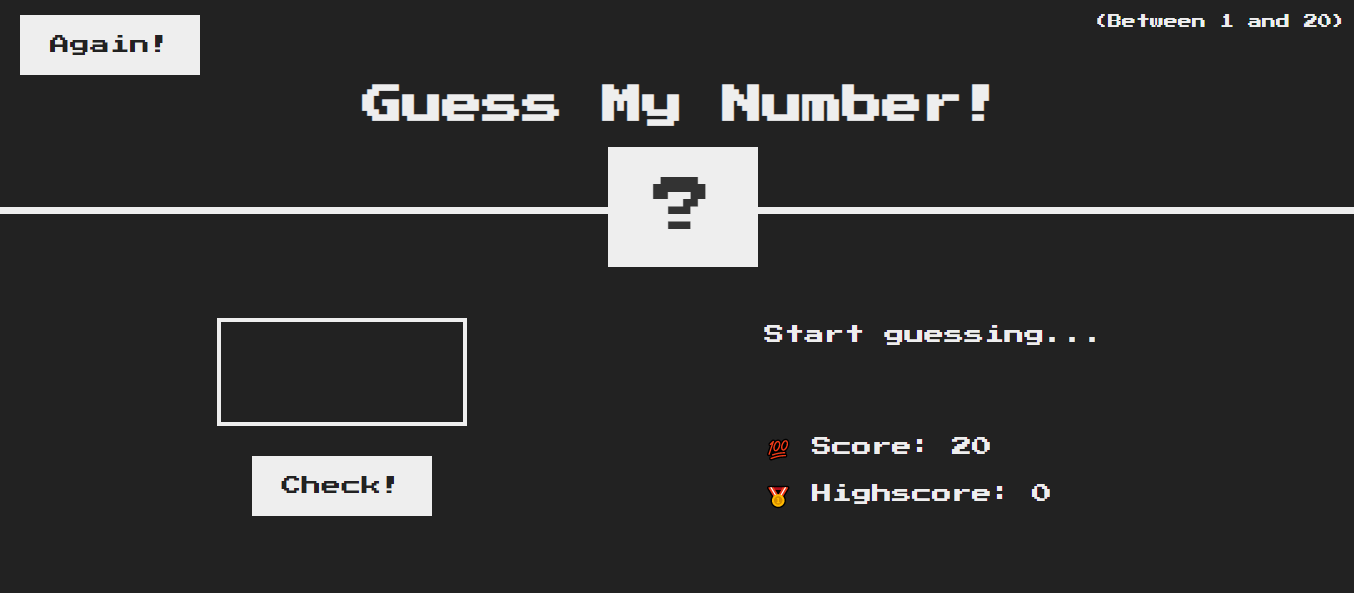 Again!
(Between 1 and 20)
Guess My Number!
?
Start guessing...
Check!
💯 Score: 20
🥇 Highscore: 0